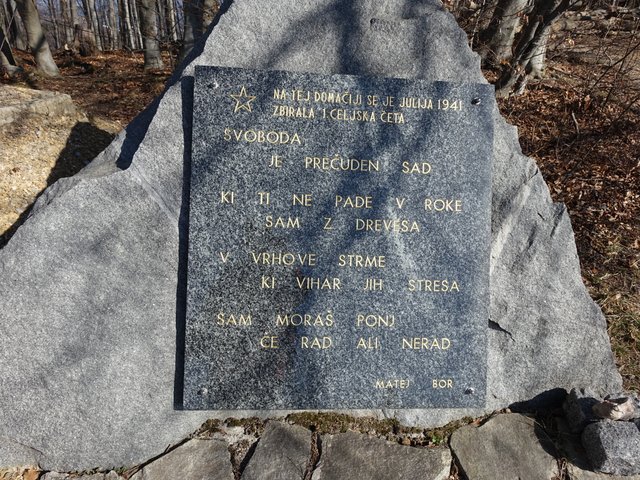 NA TEJ DOMAČIJI SE JE JULIJA 1941
ZBIRALA I CELJSKA ČETA
SVOBODA
JE PREČUDEN SAD
KI TI NE PADE V ROKE
SAM Z DREVESA
V VRHOVE STRME
KI VIHAR JIH STRESA
SAM MORAŠ PONJ
ČE RAD ALI NERAD
MATEJ BOR